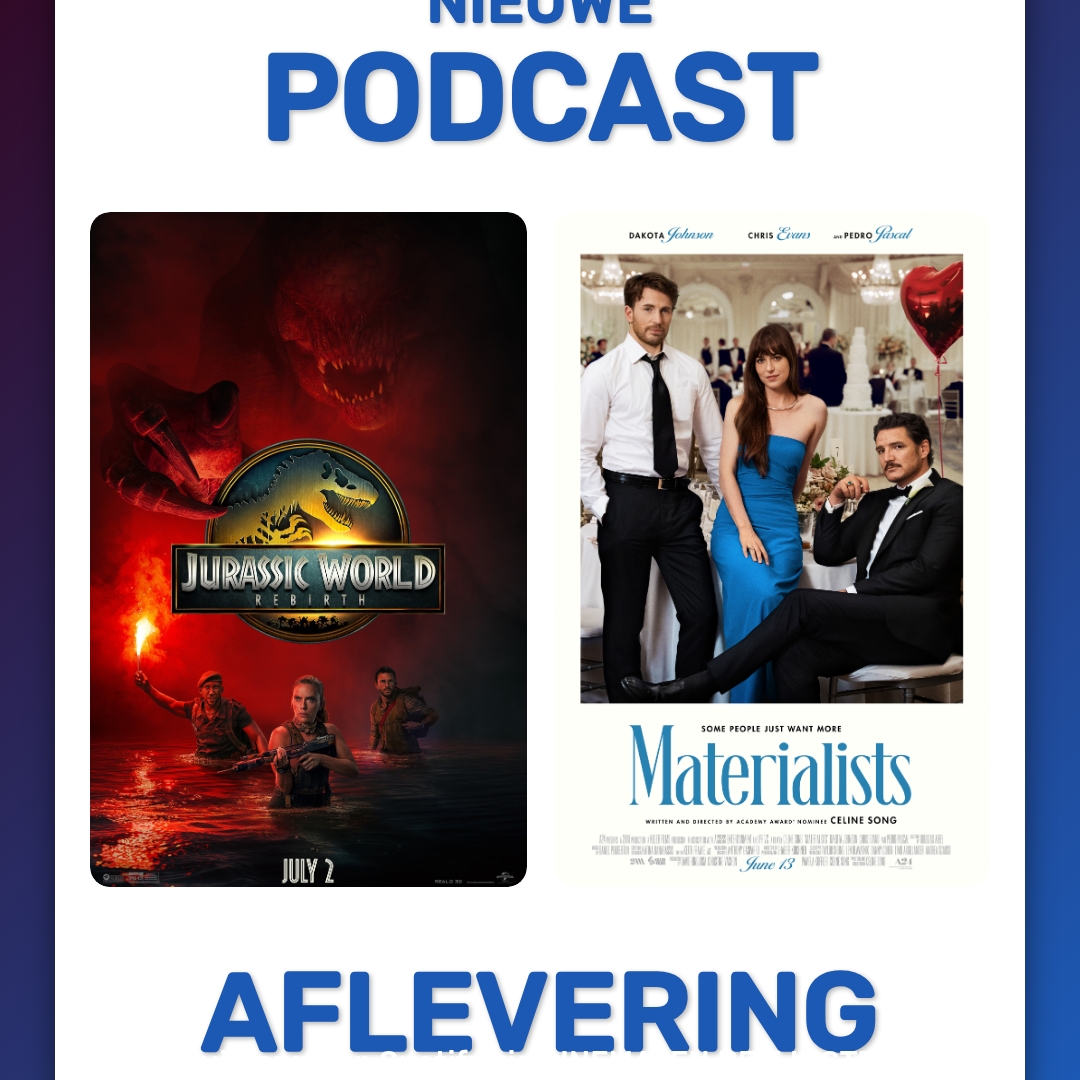 NIEUWE
PODCAST
DAKOTA Johnson CHRIS Evans AND PEDRO Pascal
JURASSIC WORLD
REBIRTH
JULY 2
SOME PEOPLE JUST WANT MORE
Materialists
WRITTEN AND DIRECTED BY ACADEMY AWARD® NOMINEE CELINE SONG
June 13
A24
AFLEVERING